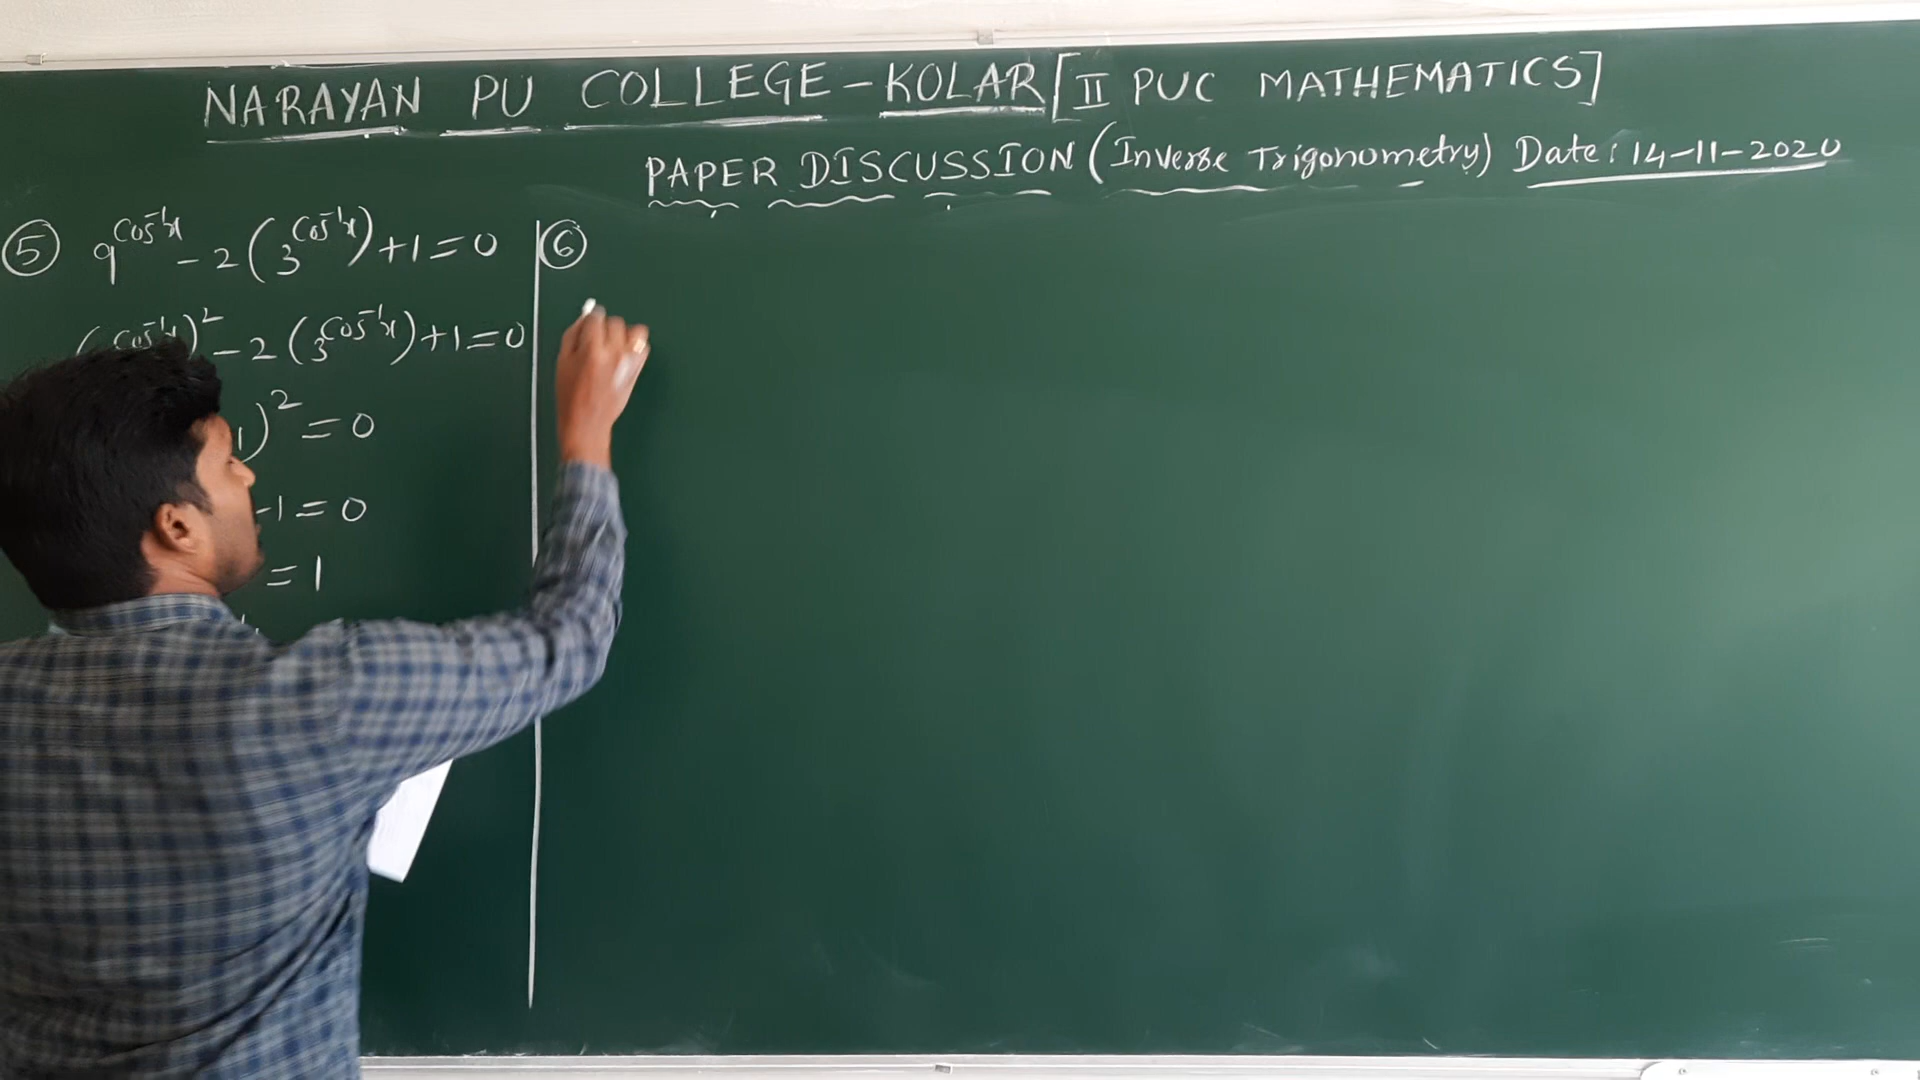 NARAYAN PU COLLEGE - KOLAR [II PUC MATHEMATICS]
PAPER DISCUSSION (Inverse Trigonometry) Date: 14-11-2020
⑤ 9^{Cos⁻¹x} - 2(3^{Cos⁻¹x}) + 1 = 0
( Cos⁻¹x)² - 2(3^{Cos⁻¹x}) + 1 = 0
1)² = 0
-1 = 0
= 1
⑥